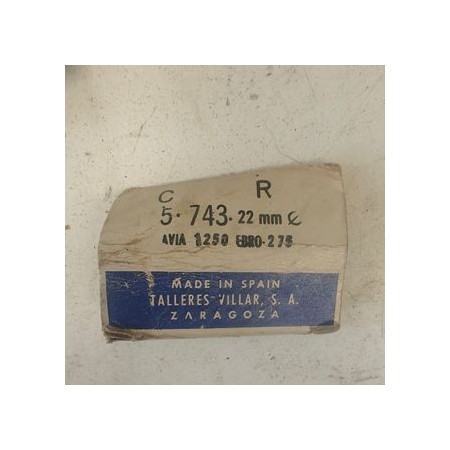 C R
5·743·22 mm
AVIA 1250 EBRO-275
MADE IN SPAIN
TALLERES VILLAR, S. A.
ZARAGOZA